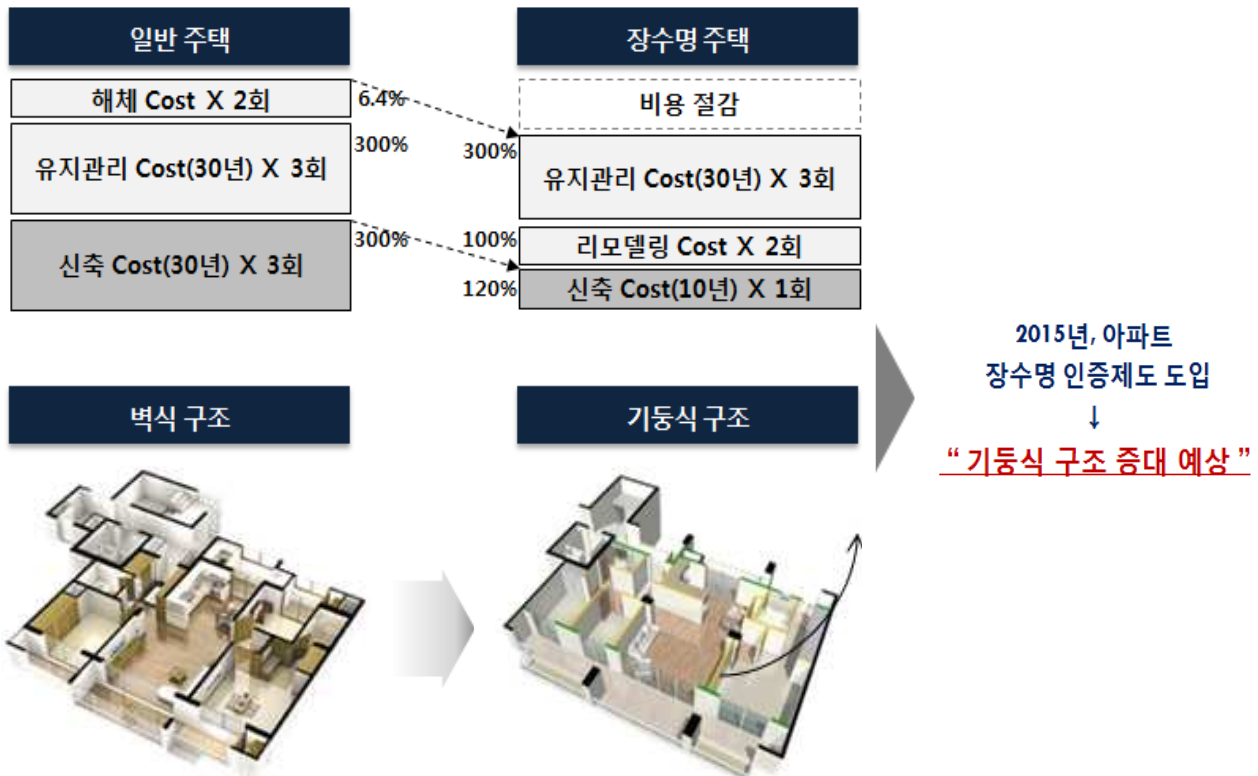 일반 주택
장수명 주택
해체 Cost X 2회
6.4%
비용 절감
유지관리 Cost(30년) X 3회
300%
300%
유지관리 Cost(30년) X 3회
신축 Cost(30년) X 3회
300%
100%
리모델링 Cost X 2회
120%
신축 Cost(10년) X 1회
2015년, 아파트
장수명 인증제도 도입
↓
“ 기둥식 구조 증대 예상 ”
벽식 구조
기둥식 구조